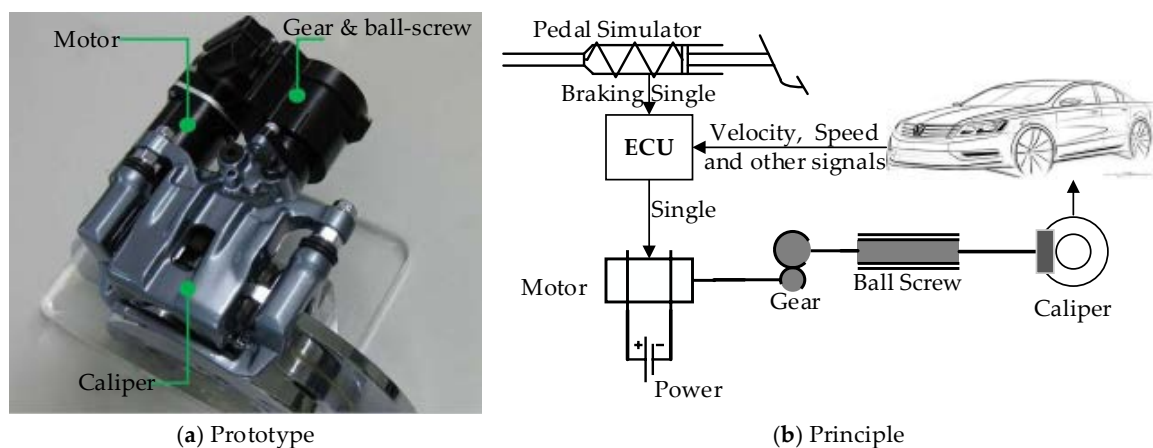 Motor
Gear & ball-screw
Caliper
(a) Prototype
Pedal Simulator
Braking Single
ECU
Velocity, Speed
and other signals
Single
Motor
Gear
Ball Screw
Caliper
+ −
Power
(b) Principle